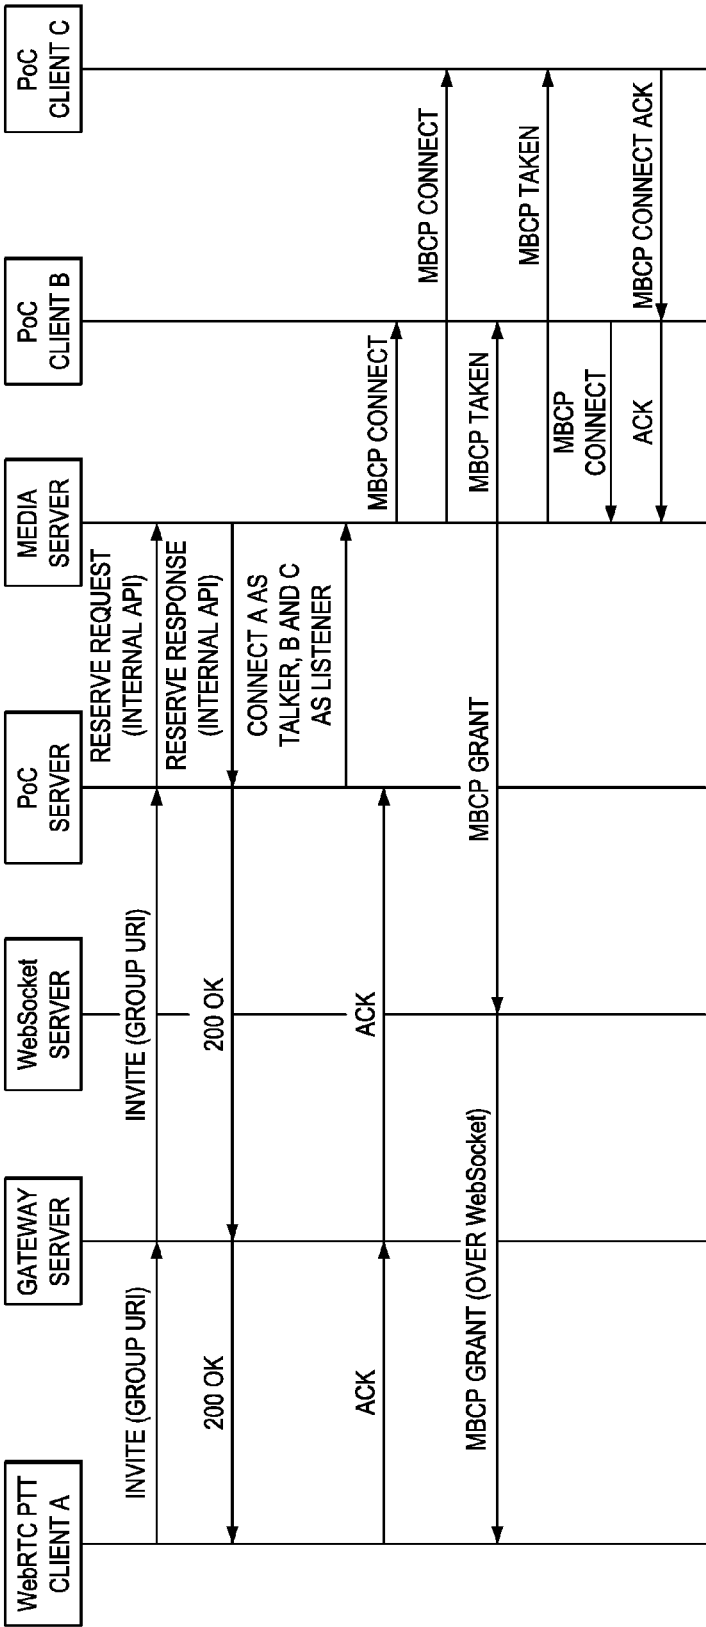 WebRTC PTT
CLIENT A
GATEWAY
SERVER
WebSocket
SERVER
PoC
SERVER
MEDIA
SERVER
PoC
CLIENT B
PoC
CLIENT C
INVITE (GROUP URI)
INVITE (GROUP URI)
RESERVE REQUEST
(INTERNAL API)
200 OK
200 OK
RESERVE RESPONSE
(INTERNAL API)
CONNECT A AS
TALKER, B AND C
AS LISTENER
ACK
ACK
MBCP CONNECT
MBCP CONNECT
MBCP GRANT (OVER WebSocket)
MBCP GRANT
MBCP TAKEN
MBCP TAKEN
MBCP
CONNECT
ACK
MBCP CONNECT ACK